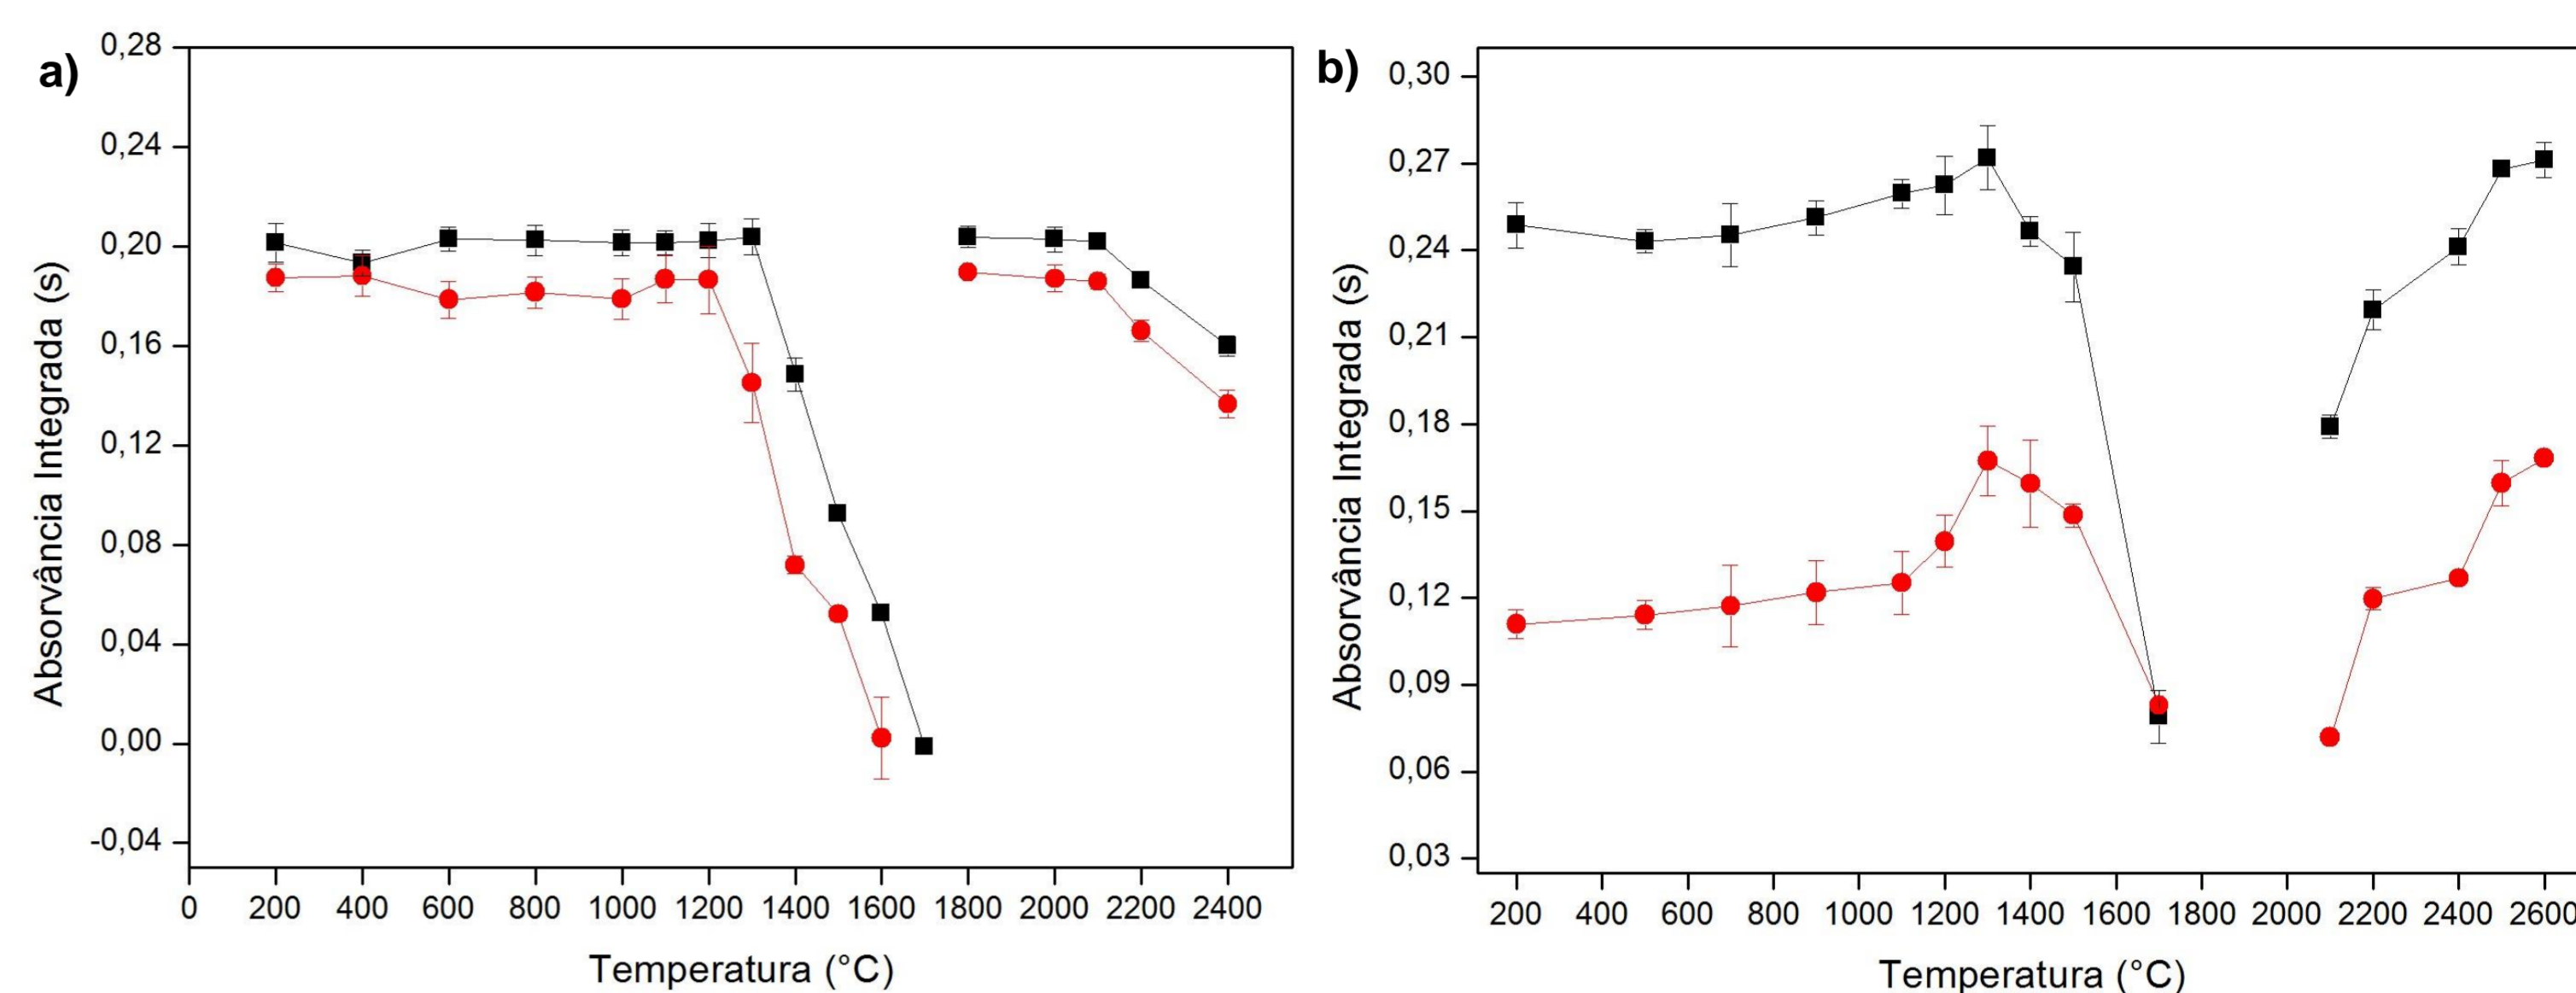 a)
0,28
0,24
0,20
0,16
0,12
0,08
0,04
0,00
-0,04
Absorvância Integrada (s)
0 200 400 600 800 1000 1200 1400 1600 1800 2000 2200 2400
Temperatura (°C)
b)
0,30
0,27
0,24
0,21
0,18
0,15
0,12
0,09
0,06
0,03
Absorvância Integrada (s)
200 400 600 800 1000 1200 1400 1600 1800 2000 2200 2400 2600
Temperatura (°C)